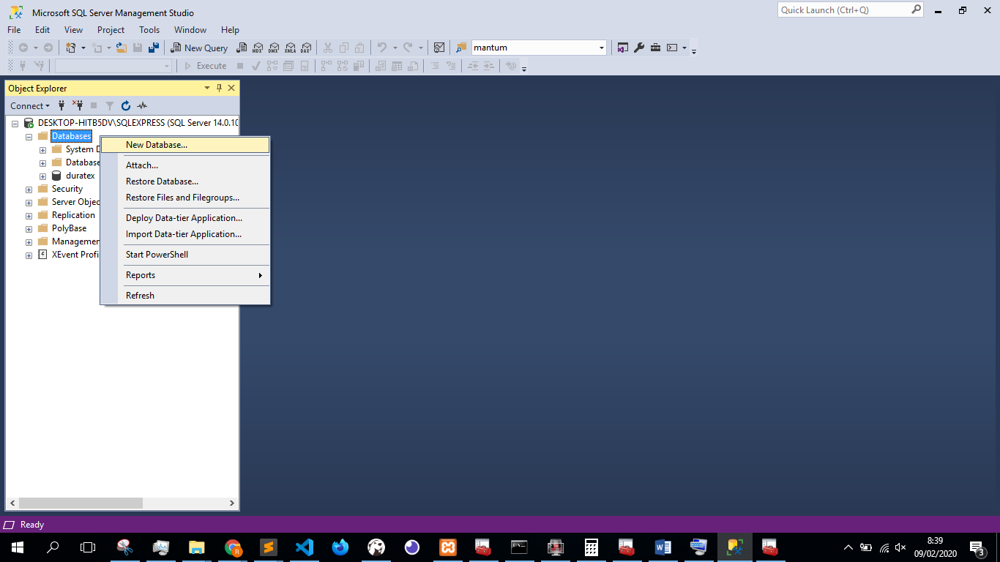 Microsoft SQL Server Management Studio
Quick Launch (Ctrl+Q)
File Edit View Project Tools Window Help
New Query MDX DMX XMLA DAX mantum
Execute
Object Explorer
Connect
DESKTOP-HITB5DV\SQLEXPRESS (SQL Server 14.0.10
Databases
System D
Database
duratex
Security
Server Objec
Replication
PolyBase
Managemen
XEvent Profi
New Database...
Attach...
Restore Database...
Restore Files and Filegroups...
Deploy Data-tier Application...
Import Data-tier Application...
Start PowerShell
Reports
Refresh
Ready
8:39
09/02/2020
3